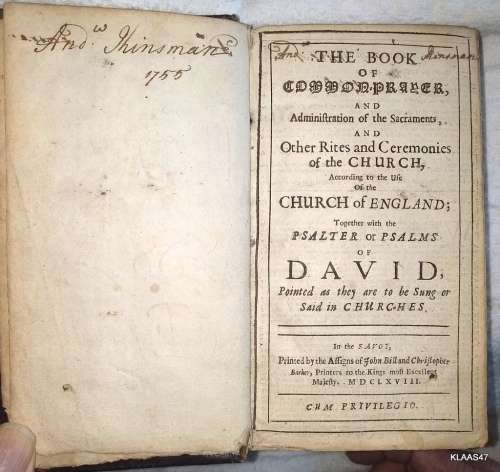 And.w Kinsman
1755
And.w Kinsman
THE BOOK
OF
COMMON-PRAYER,
AND
Adminiſtration of the Sacraments,
AND
Other Rites and Ceremonies
of the CHURCH,
According to the Uſe
Of the
CHURCH of ENGLAND;
Together with the
PSALTER or PSALMS
OF
DAVID,
Pointed as they are to be Sung or
Said in CHURCHES.
In the SAVOY,
Printed by the Aſſigns of John Bill and Chriſtopher
Barker, Printers to the Kings moſt Excellent
Majeſty. MDCLXVIII.
CUM PRIVILEGIO.
KLAAS47